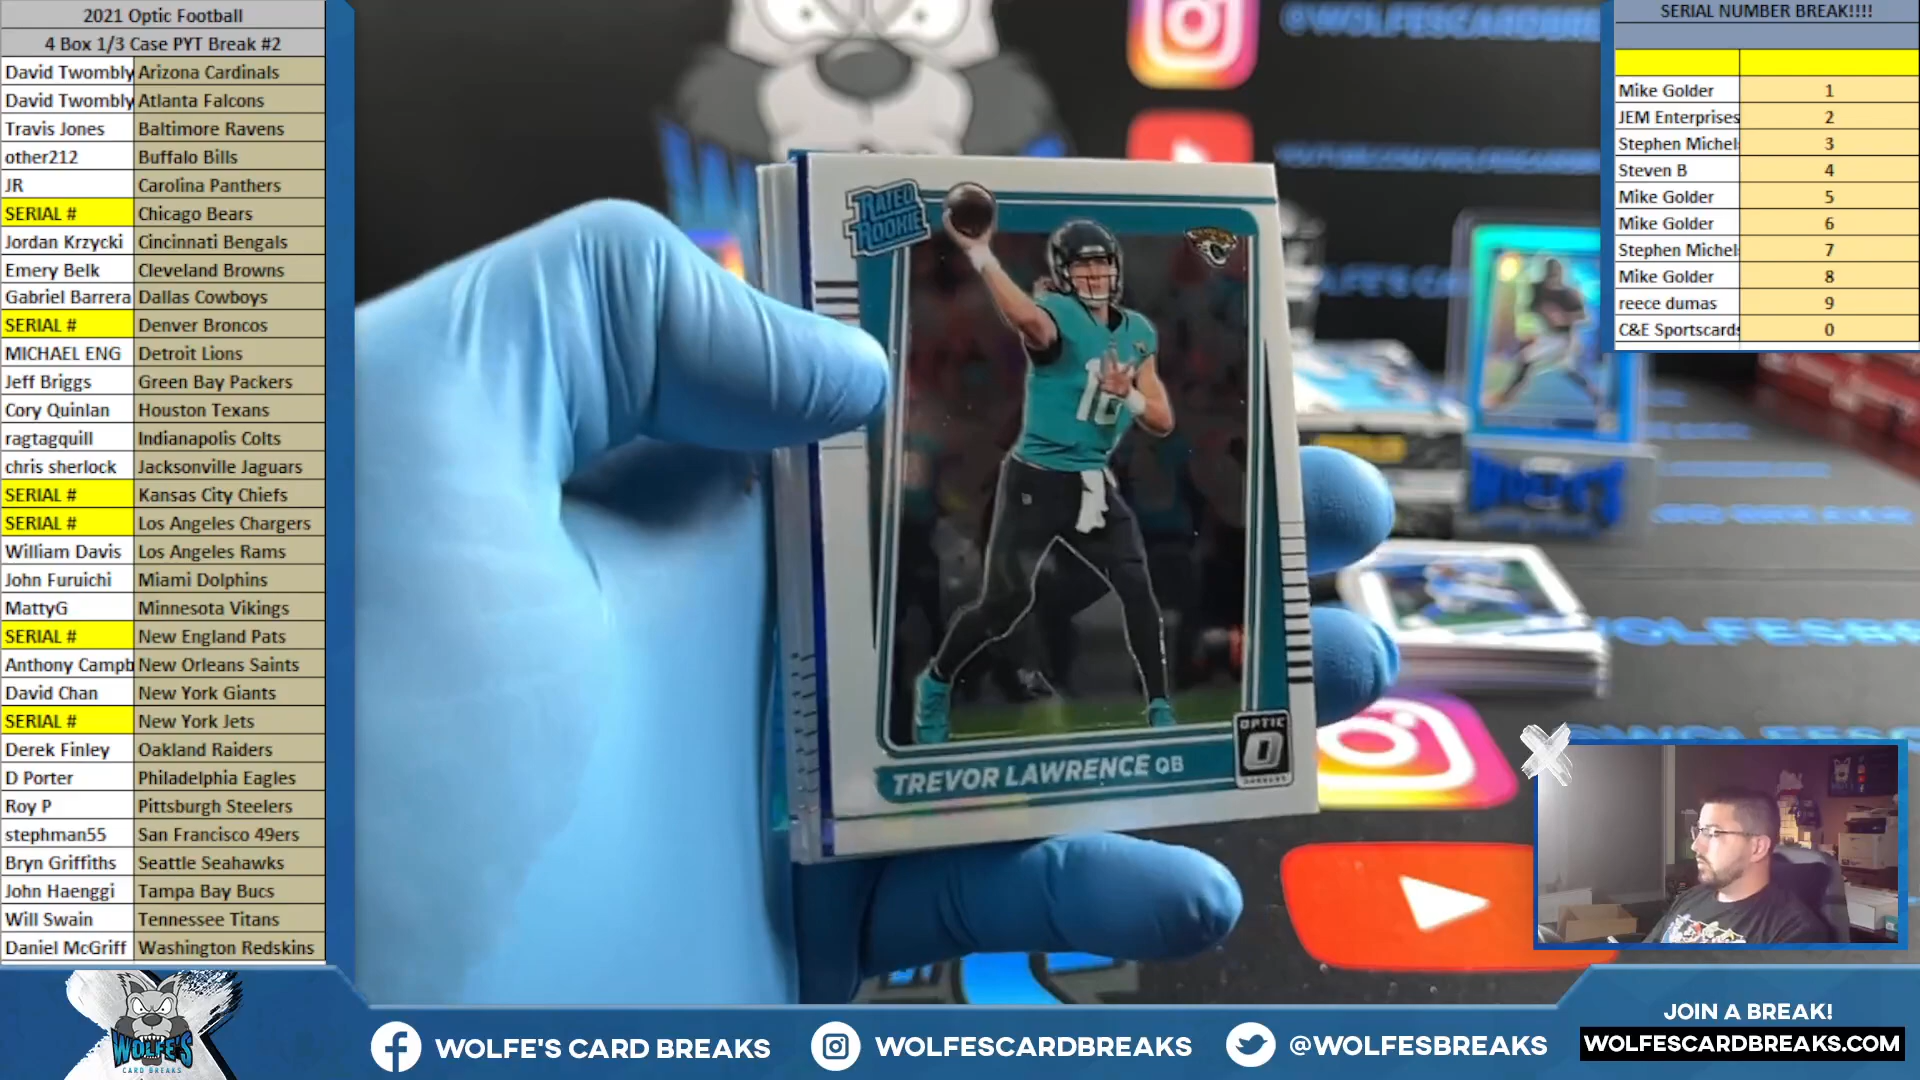 2021 Optic Football
4 Box 1/3 Case PYT Break #2
David Twombly Arizona Cardinals
David Twombly Atlanta Falcons
Travis Jones Baltimore Ravens
other212 Buffalo Bills
JR Carolina Panthers
SERIAL # Chicago Bears
Jordan Krzycki Cincinnati Bengals
Emery Belk Cleveland Browns
Gabriel Barrera Dallas Cowboys
SERIAL # Denver Broncos
MICHAEL ENG Detroit Lions
Jeff Briggs Green Bay Packers
Cory Quinlan Houston Texans
ragtagquill Indianapolis Colts
chris sherlock Jacksonville Jaguars
SERIAL # Kansas City Chiefs
SERIAL # Los Angeles Chargers
William Davis Los Angeles Rams
John Furuichi Miami Dolphins
MattyG Minnesota Vikings
SERIAL # New England Pats
Anthony Campb New Orleans Saints
David Chan New York Giants
SERIAL # New York Jets
Derek Finley Oakland Raiders
D Porter Philadelphia Eagles
Roy P Pittsburgh Steelers
stephman55 San Francisco 49ers
Bryn Griffiths Seattle Seahawks
John Haenggi Tampa Bay Bucs
Will Swain Tennessee Titans
Daniel McGriff Washington Redskins
@WOLFESCARDBRE
RATED
ROOKIE
16
TREVOR LAWRENCE QB
OPTIC
DONRUSS
WOLFE'S
SERIAL NUMBER BREAK!!!!
Mike Golder 1
JEM Enterprises 2
Stephen Michel 3
Steven B 4
Mike Golder 5
Mike Golder 6
Stephen Michel 7
Mike Golder 8
reece dumas 9
C&E Sportscards 0
WOLFE'S
CARD BREAKS
WOLFE'S CARD BREAKS
WOLFESCARDBREAKS
@WOLFESBREAKS
JOIN A BREAK!
WOLFESCARDBREAKS.COM